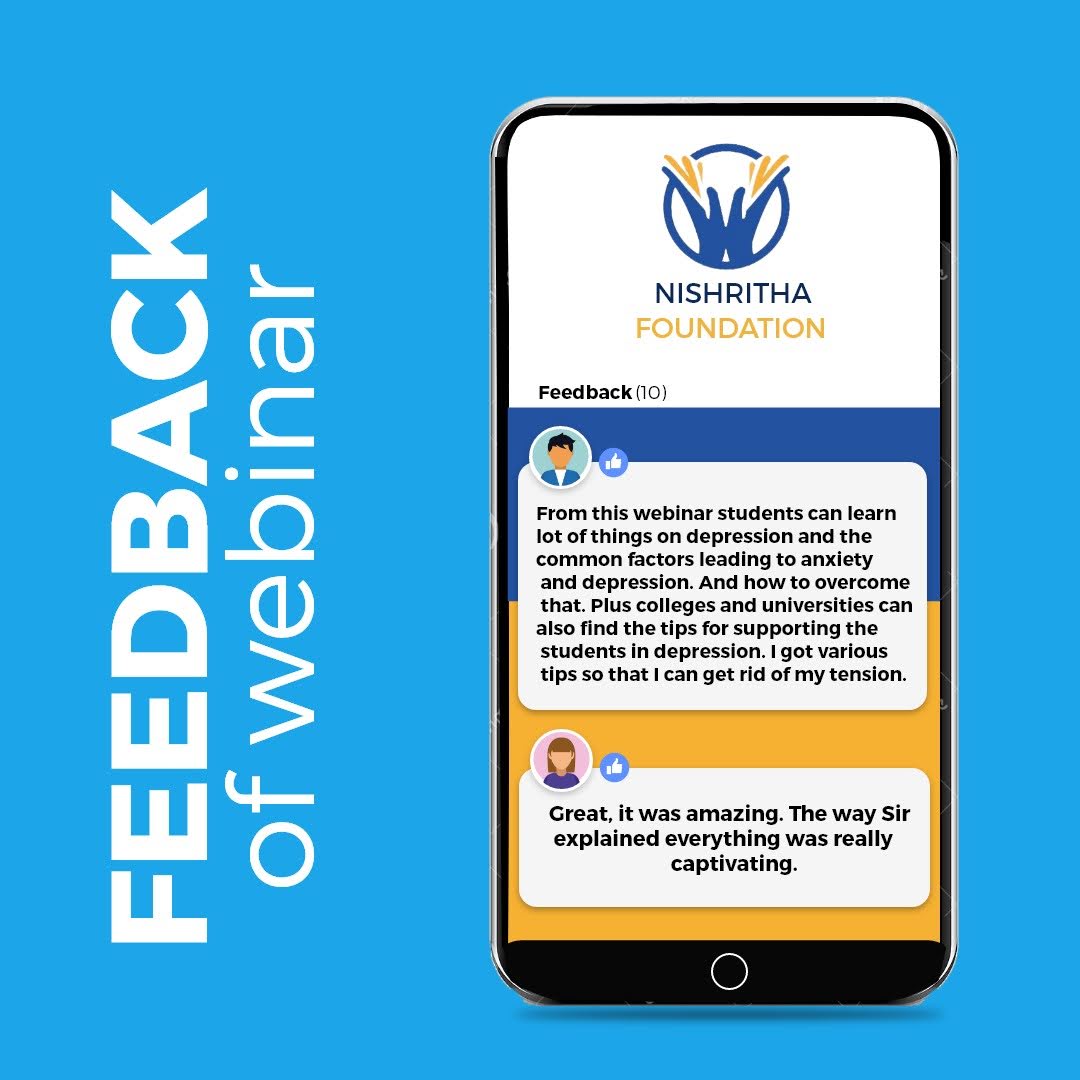 FEEDBACK
of webinar
NISHRITHA
FOUNDATION
Feedback (10)
From this webinar students can learn
lot of things on depression and the
common factors leading to anxiety
and depression. And how to overcome
that. Plus colleges and universities can
also find the tips for supporting the
students in depression. I got various
tips so that I can get rid of my tension.
Great, it was amazing. The way Sir
explained everything was really
captivating.